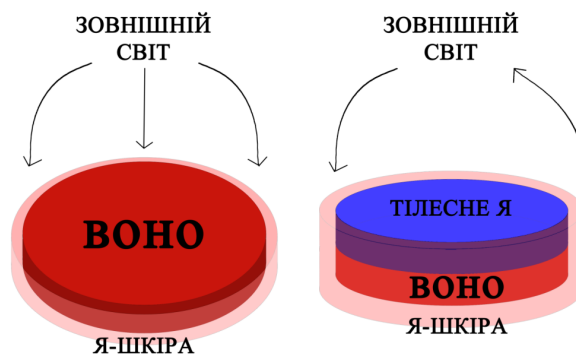 ЗОВНІШНІЙ
СВІТ
ВОНО
Я-ШКІРА
ЗОВНІШНІЙ
СВІТ
ТІЛЕСНЕ Я
ВОНО
Я-ШКІРА